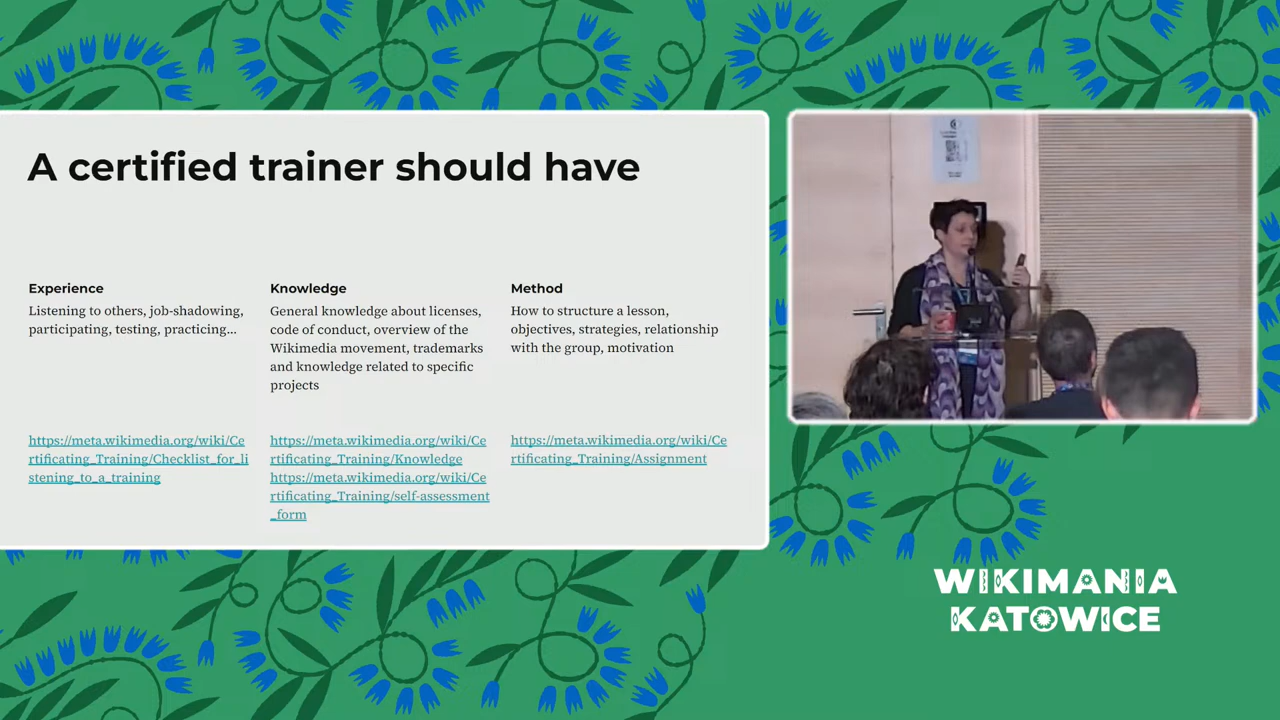 A certified trainer should have
Experience
Listening to others, job-shadowing,
participating, testing, practicing...
https://meta.wikimedia.org/wiki/Ce
rtificating_Training/Checklist_for_li
stening_to_a_training
Knowledge
General knowledge about licenses,
code of conduct, overview of the
Wikimedia movement, trademarks
and knowledge related to specific
projects
https://meta.wikimedia.org/wiki/Ce
rtificating_Training/Knowledge
https://meta.wikimedia.org/wiki/Ce
rtificating_Training/self-assessment
_form
Method
How to structure a lesson,
objectives, strategies, relationship
with the group, motivation
https://meta.wikimedia.org/wiki/Ce
rtificating_Training/Assignment
WIKIMANIA
KATOWICE